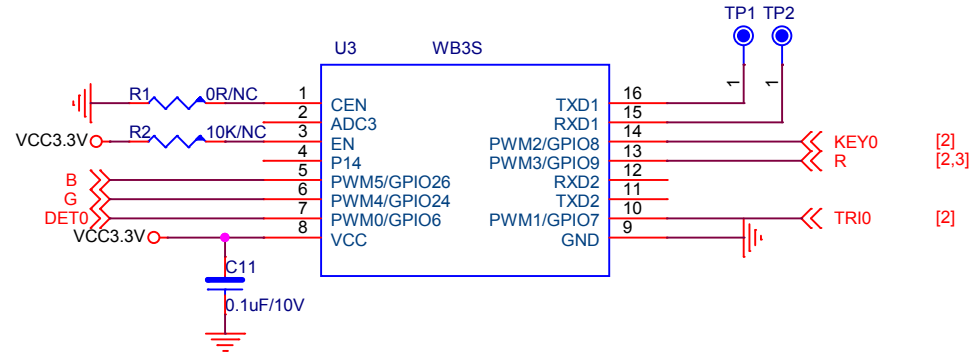 TP1 TP2
U3 WB3S
R1 0R/NC 1 CEN TXD1 16 1 1
2 ADC3 RXD1 15
VCC3.3V R2 10K/NC 3 EN PWM2/GPIO8 14 KEY0 [2]
4 P14 PWM3/GPIO9 13 R [2,3]
B 5 PWM5/GPIO26 RXD2 12
G 6 PWM4/GPIO24 TXD2 11
DET0 7 PWM0/GPIO6 PWM1/GPIO7 10 TRI0 [2]
VCC3.3V 8 VCC GND 9
C11
0.1uF/10V